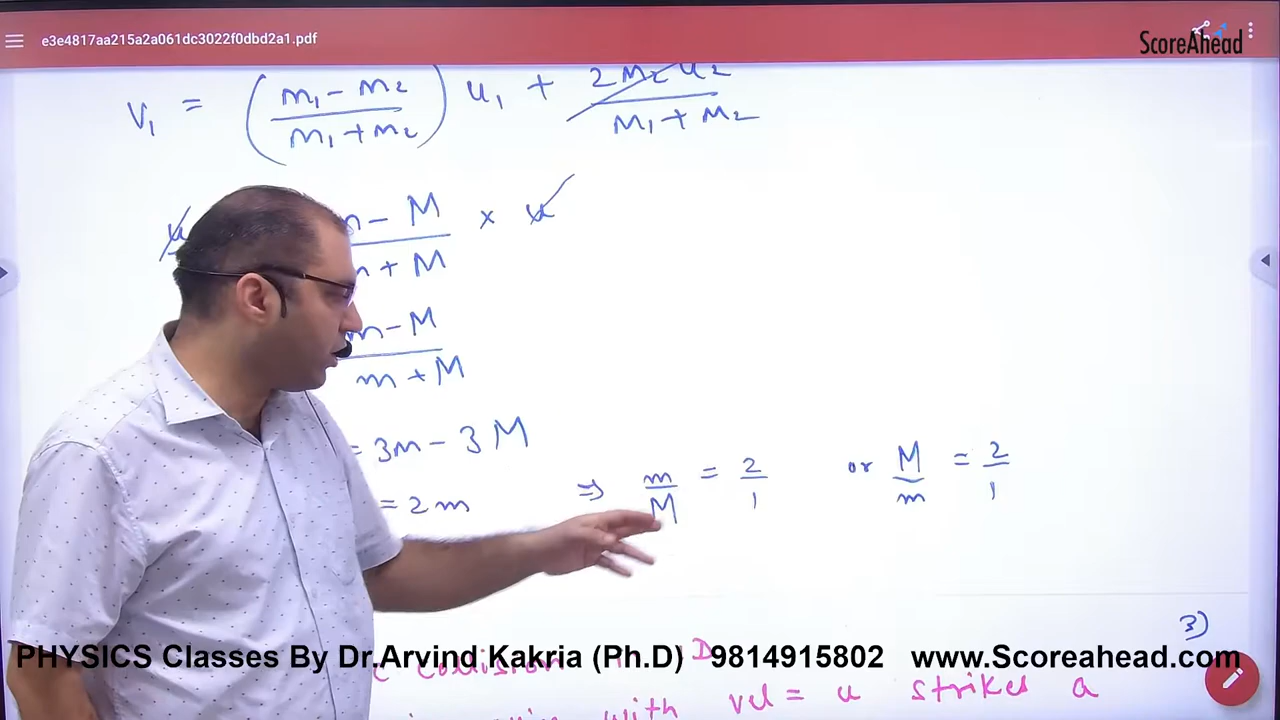 e3e4817aa215a2a061dc3022f0dbd2a1.pdf
ScoreAhead
V₁ = (m₁ - m₂ / m₁ + m₂) u₁ + 2m₂u₂ / m₁ + m₂
- M / + M × u
m - M / m + M
= 3m - 3M
= 2m ⇒ m/M = 2/1 or M/m = 2/1
3)
collision D
PHYSICS Classes By Dr.Arvind Kakria (Ph.D) 9814915802 www.Scoreahead.com
with vel = u strikes a